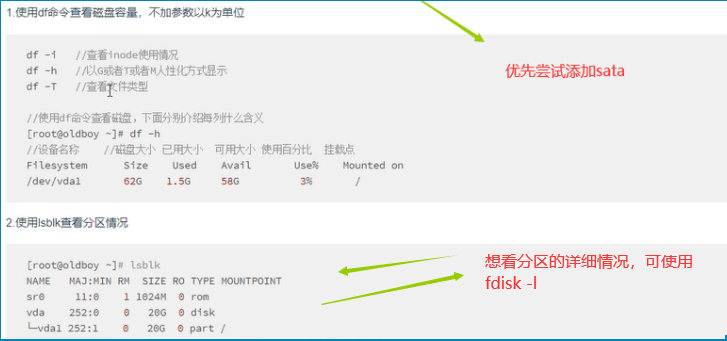 1.使用df命令查看磁盘容量，不加参数以k为单位
df -i //查看inode使用情况
df -h //以G或者T或者M人性化方式显示
df -T //查看文件类型
优先尝试添加sata
//使用df命令查看磁盘，下面分别介绍每列什么含义
[root@oldboy ~]# df -h
//设备名称 //磁盘大小 已用大小 可用大小 使用百分比 挂载点
Filesystem Size Used Avail Use% Mounted on
/dev/vda1 62G 1.5G 58G 3% /
2.使用lsblk查看分区情况
[root@oldboy ~]# lsblk
NAME MAJ:MIN RM SIZE RO TYPE MOUNTPOINT
sr0 11:0 1 1024M 0 rom
vda 252:0 0 20G 0 disk
└─vda1 252:1 0 20G 0 part /
想看分区的详细情况，可使用
fdisk -l